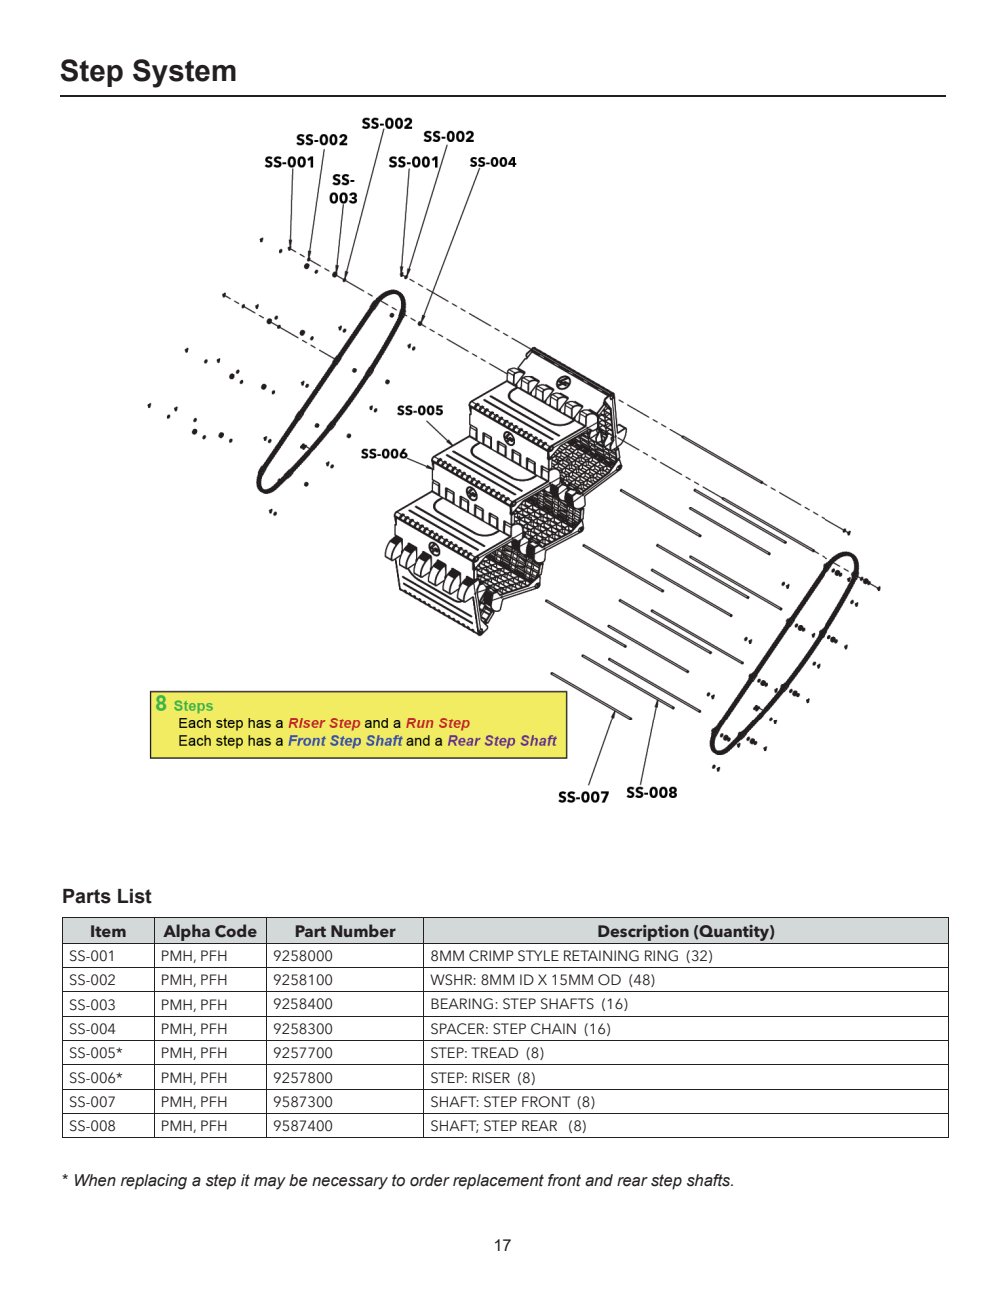 Step System
SS-002
SS-002
SS-002
SS-001
SS-001
SS-004
SS-
003
SS-005
SS-006
8 Steps
Each step has a RIser Step and a Run Step
Each step has a Front Step Shaft and a Rear Step Shaft
SS-007
SS-008
Parts List
Item Alpha Code Part Number Description (Quantity)
SS-001 PMH, PFH 9258000 8MM CRIMP STYLE RETAINING RING (32)
SS-002 PMH, PFH 9258100 WSHR: 8MM ID X 15MM OD (48)
SS-003 PMH, PFH 9258400 BEARING: STEP SHAFTS (16)
SS-004 PMH, PFH 9258300 SPACER: STEP CHAIN (16)
SS-005* PMH, PFH 9257700 STEP: TREAD (8)
SS-006* PMH, PFH 9257800 STEP: RISER (8)
SS-007 PMH, PFH 9587300 SHAFT: STEP FRONT (8)
SS-008 PMH, PFH 9587400 SHAFT; STEP REAR (8)
* When replacing a step it may be necessary to order replacement front and rear step shafts.
17